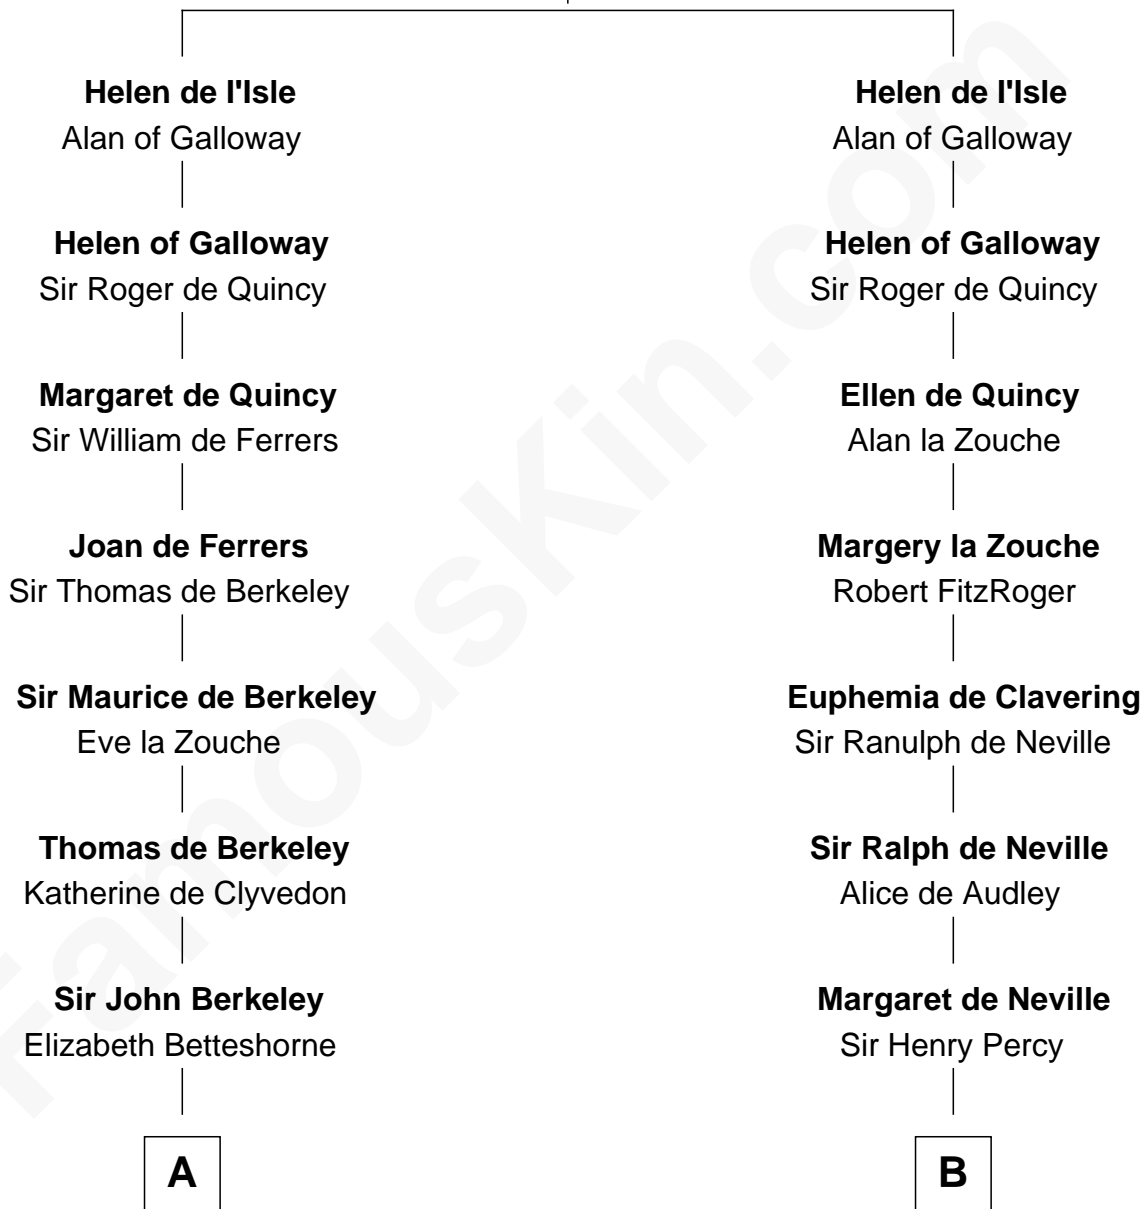 Helen de l'Isle
Alan of Galloway
Helen of Galloway
Sir Roger de Quincy
Margaret de Quincy
Sir William de Ferrers
Joan de Ferrers
Sir Thomas de Berkeley
Sir Maurice de Berkeley
Eve la Zouche
Thomas de Berkeley
Katherine de Clyvedon
Sir John Berkeley
Elizabeth Betteshorne
A
Helen de l'Isle
Alan of Galloway
Helen of Galloway
Sir Roger de Quincy
Ellen de Quincy
Alan la Zouche
Margery la Zouche
Robert FitzRoger
Euphemia de Clavering
Sir Ranulph de Neville
Sir Ralph de Neville
Alice de Audley
Margaret de Neville
Sir Henry Percy
B
FamousKin.com